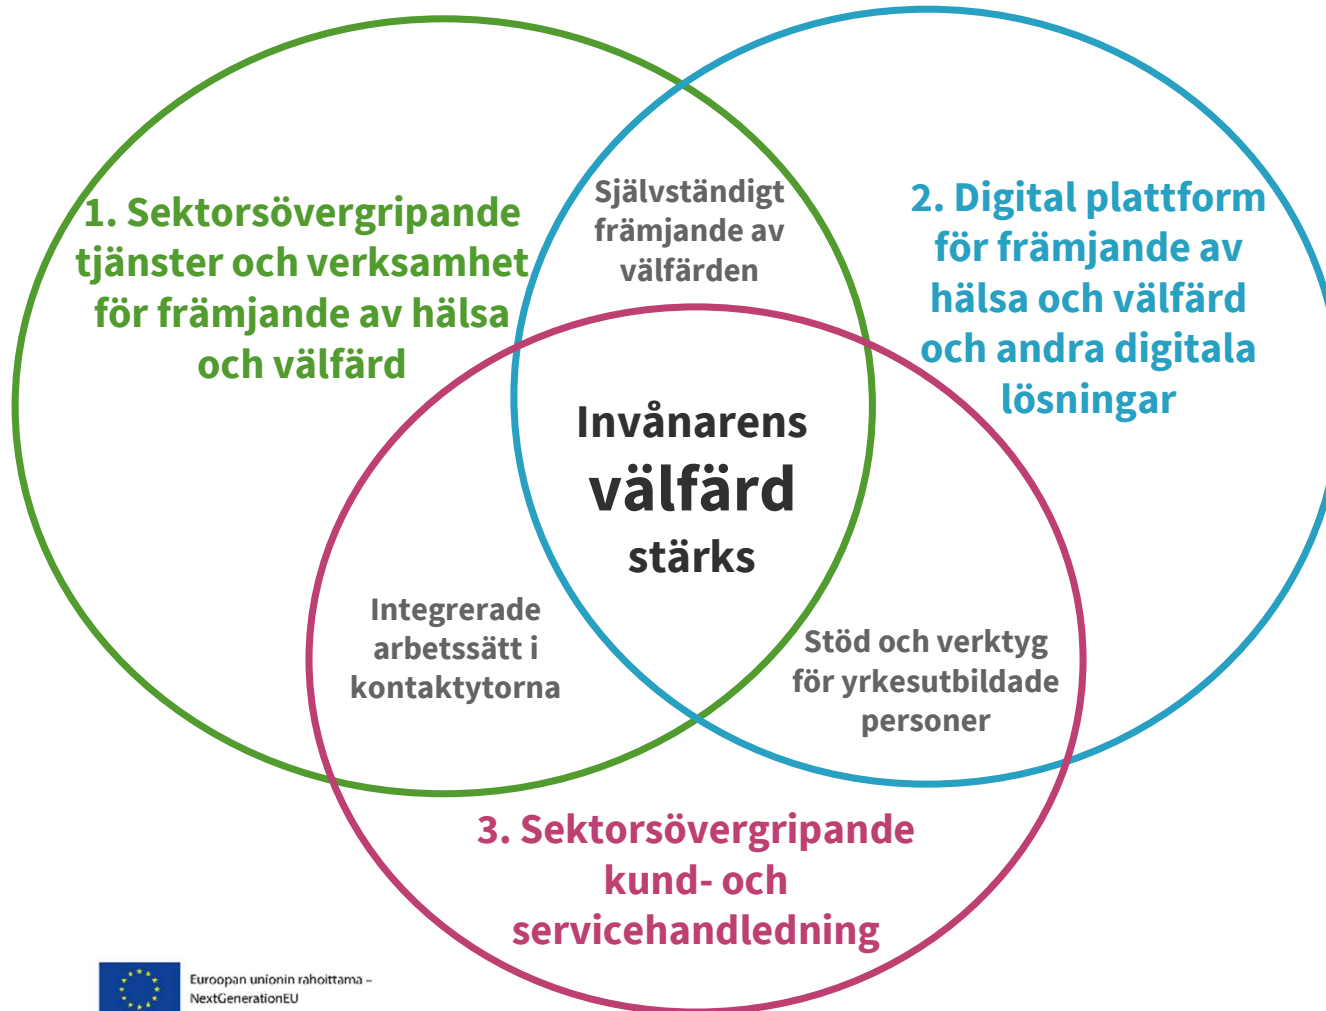 1. Sektorsövergripande
tjänster och verksamhet
för främjande av hälsa
och välfärd
Självständigt
främjande av
välfärden
2. Digital plattform
för främjande av
hälsa och välfärd
och andra digitala
lösningar
Invånarens
välfärd
stärks
Integrerade
arbetssätt i
kontaktytorna
Stöd och verktyg
för yrkesutbildade
personer
3. Sektorsövergripande
kund- och
servicehandledning
Euroopan unionin rahoittama –
NextGenerationEU